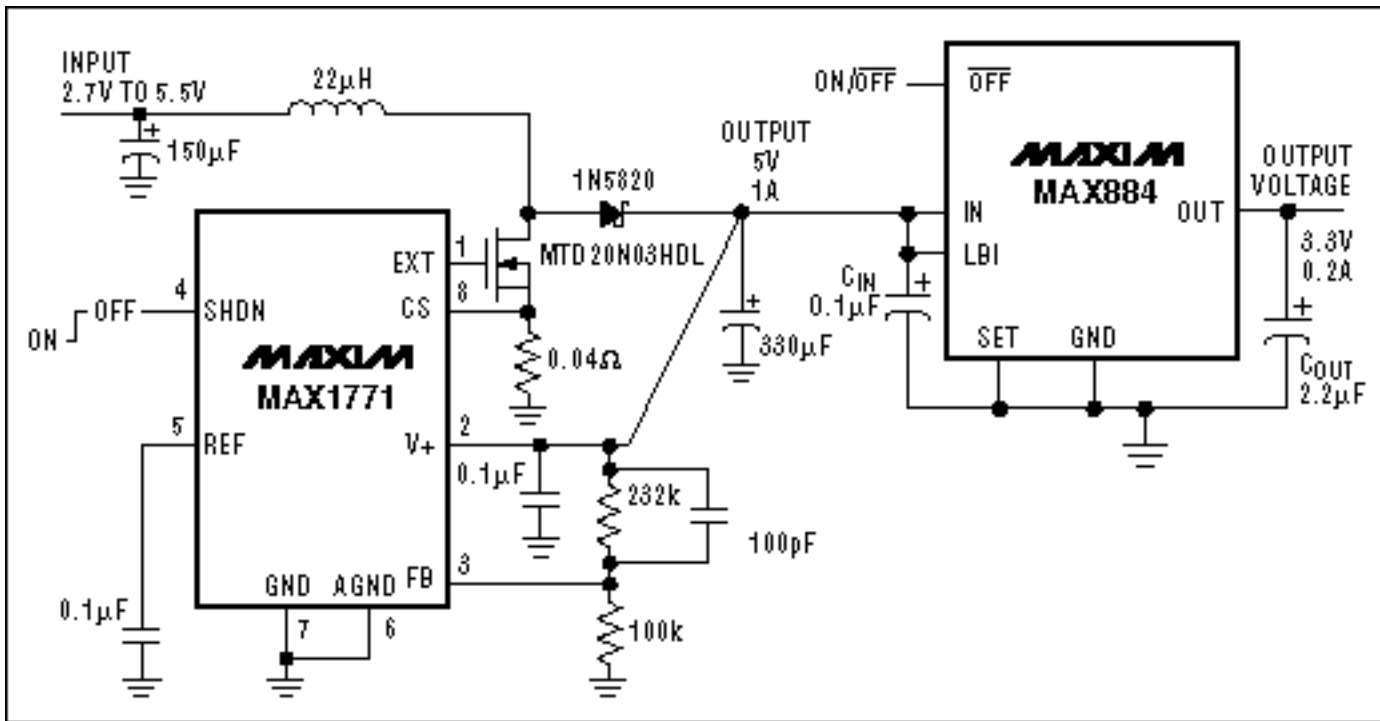 INPUT
2.7V TO 5.5V
22µH
150µF
1N5820
MTD20N03HDL
OUTPUT
5V
1A
330µF
ON OFF
4
SHDN
EXT
1
CS
8
0.04Ω
MAXIM
MAX1771
5
REF
V+
2
0.1µF
232k
100pF
FB
3
100k
GND
AGND
7
6
0.1µF
ON/OFF
OFF
MAXIM
MAX884
IN
LBI
OUT
SET
GND
CIN
0.1µF
OUTPUT
VOLTAGE
3.3V
0.2A
COUT
2.2µF